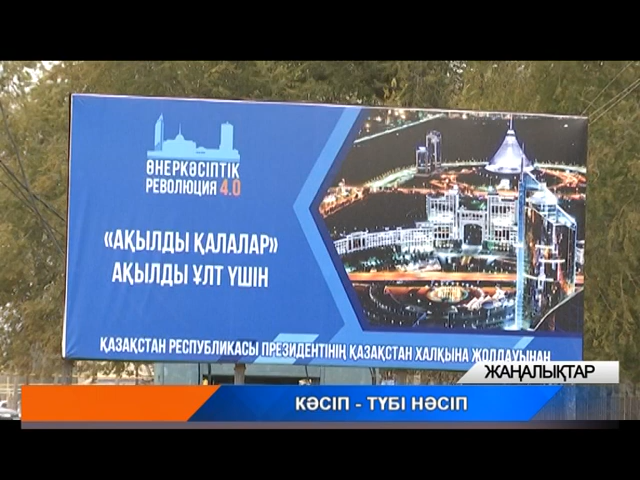 ӨНЕРКӘСІПТІК
РЕВОЛЮЦИЯ 4.0
«АҚЫЛДЫ ҚАЛАЛАР»
АҚЫЛДЫ ҰЛТ ҮШІН
ҚАЗАҚСТАН РЕСПУБЛИКАСЫ ПРЕЗИДЕНТІНІҢ ҚАЗАҚСТАН ХАЛҚЫНА ЖОЛДАУЫНАН
ЖАҢАЛЫҚТАР
КӘСІП - ТҮБІ НӘСІП